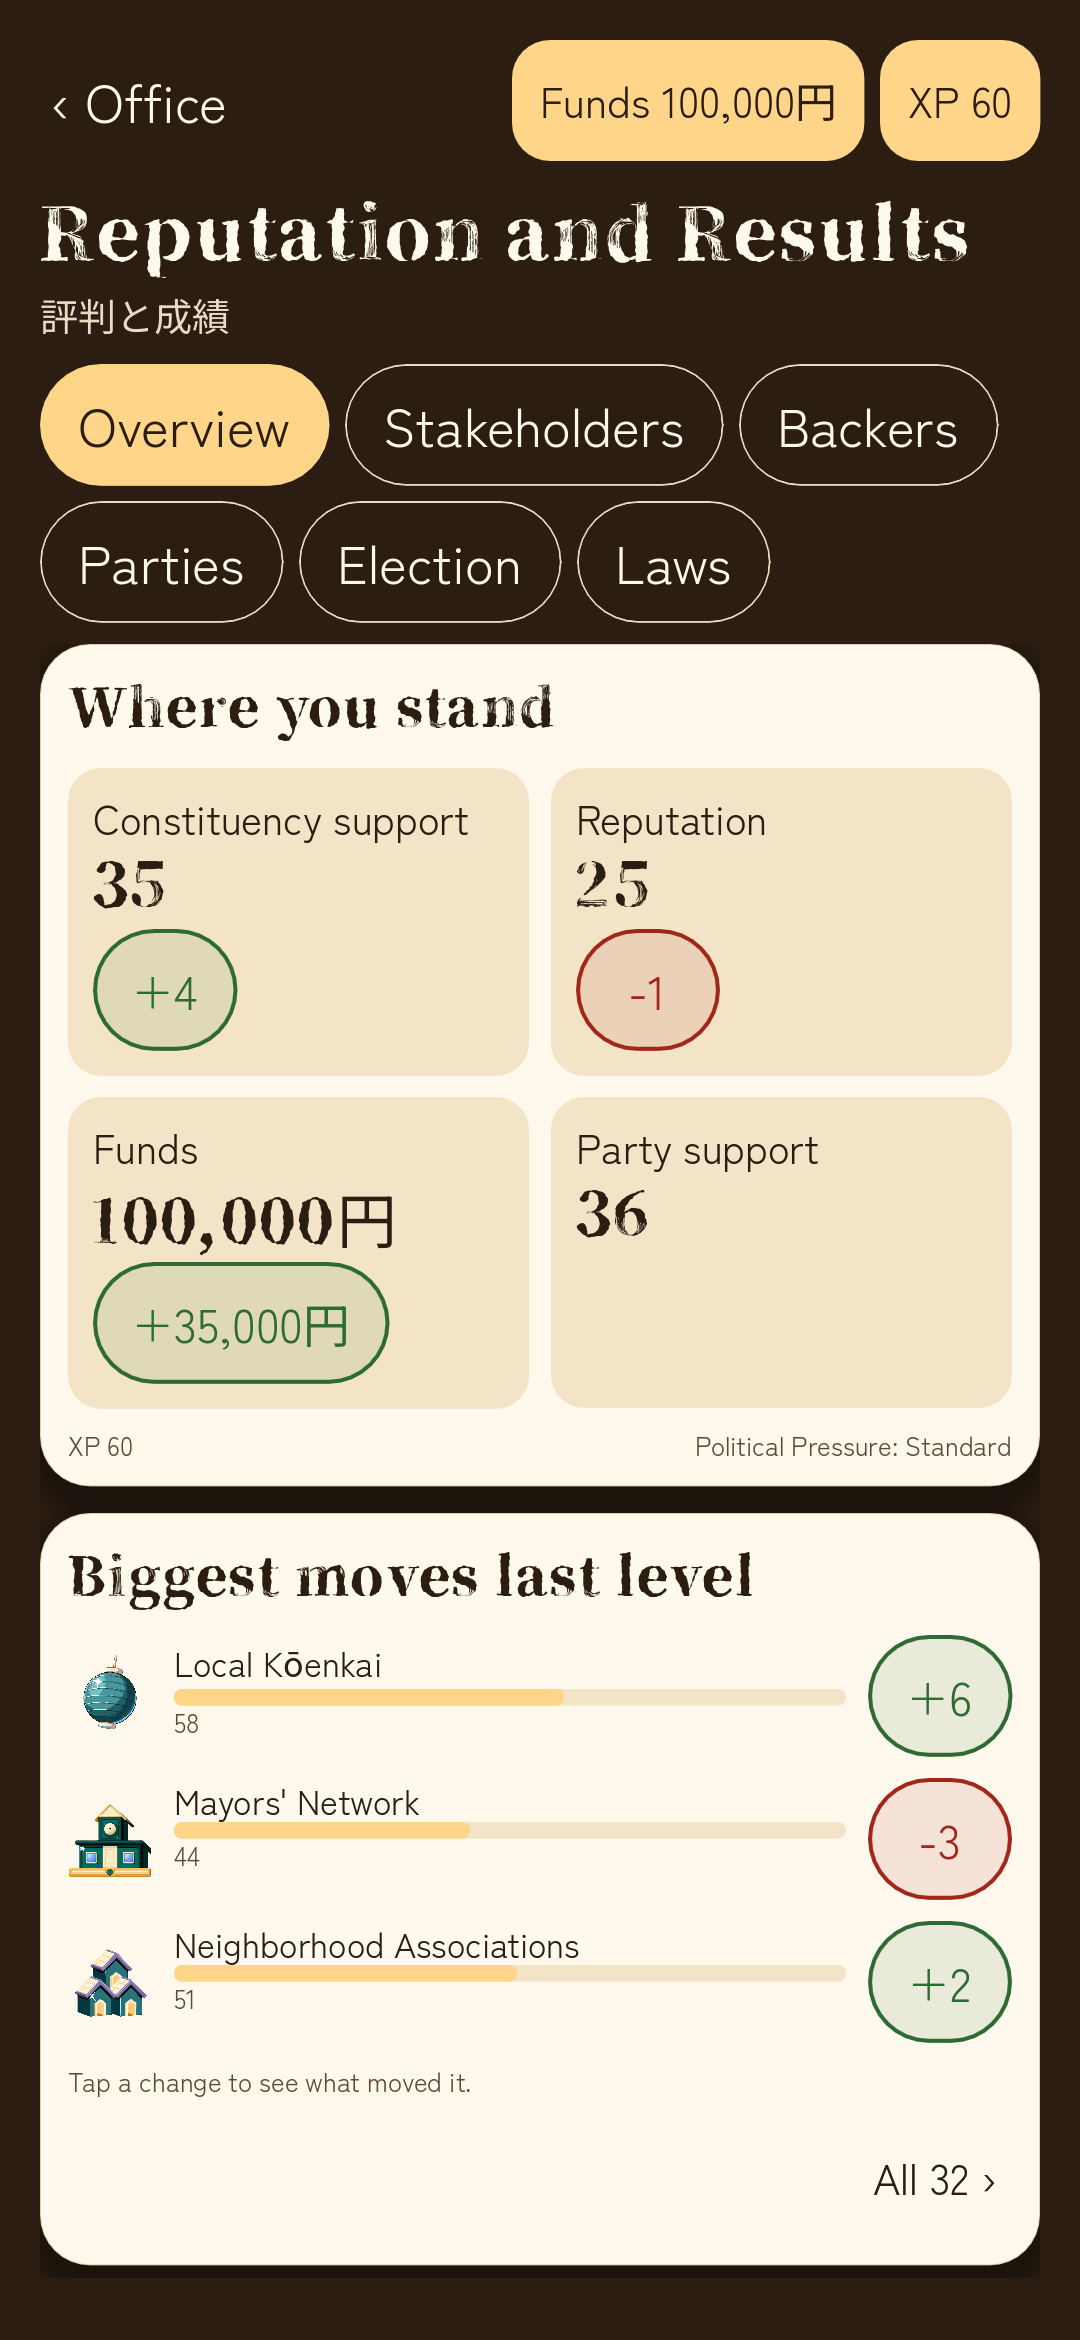 ‹ Office
Funds 100,000円
XP 60
Reputation and Results
評判と成績
Overview
Stakeholders
Backers
Parties
Election
Laws
Where you stand
Constituency support
35
+4
Reputation
25
-1
Funds
100,000円
+35,000円
Party support
36
XP 60
Political Pressure: Standard
Biggest moves last level
Local Kōenkai
58
+6
Mayors' Network
44
-3
Neighborhood Associations
51
+2
Tap a change to see what moved it.
All 32 ›